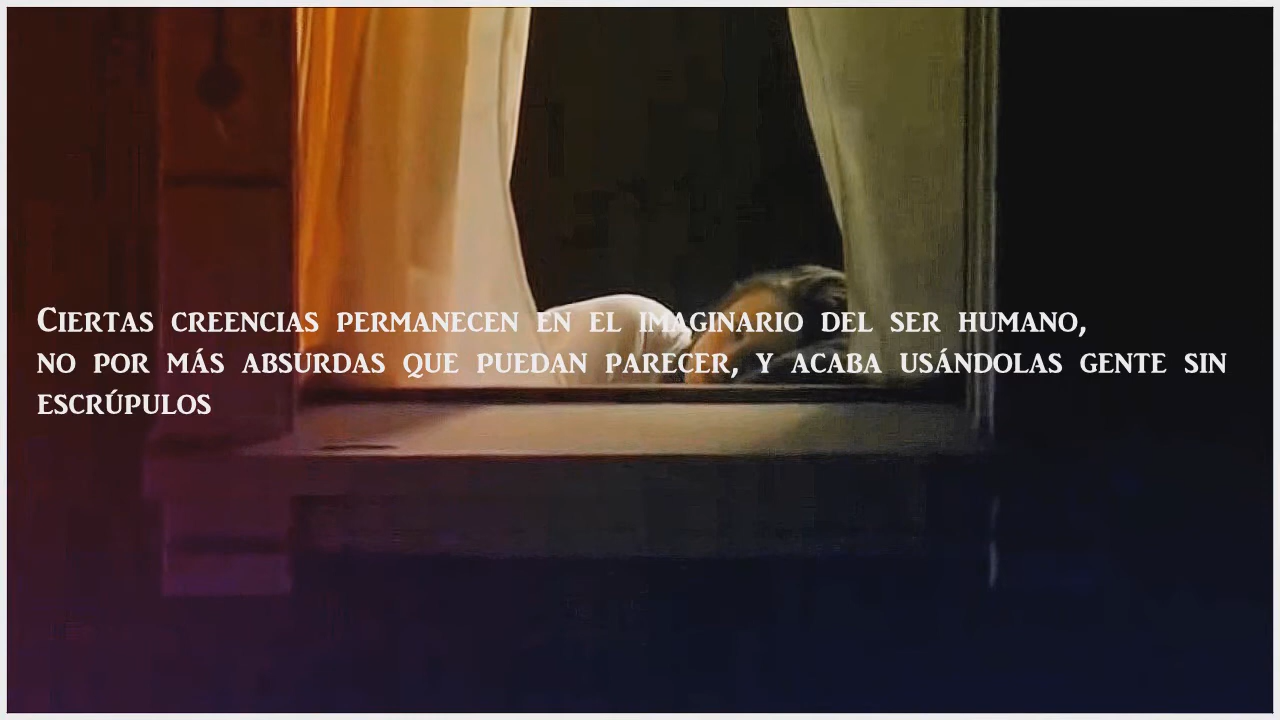 Ciertas creencias permanecen en el imaginario del ser humano,
no por más absurdas que puedan parecer, y acaba usándolas gente sin
escrúpulos